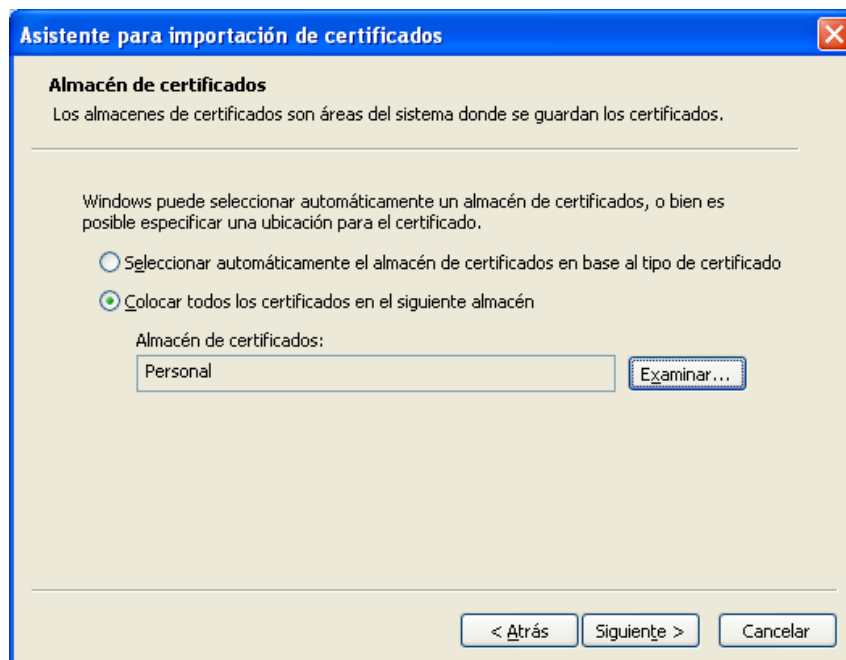 Asistente para importación de certificados
Almacén de certificados
Los almacenes de certificados son áreas del sistema donde se guardan los certificados.
Windows puede seleccionar automáticamente un almacén de certificados, o bien es
posible especificar una ubicación para el certificado.
Seleccionar automáticamente el almacén de certificados en base al tipo de certificado
Colocar todos los certificados en el siguiente almacén
Almacén de certificados:
Personal
Examinar...
< Atrás
Siguiente >
Cancelar